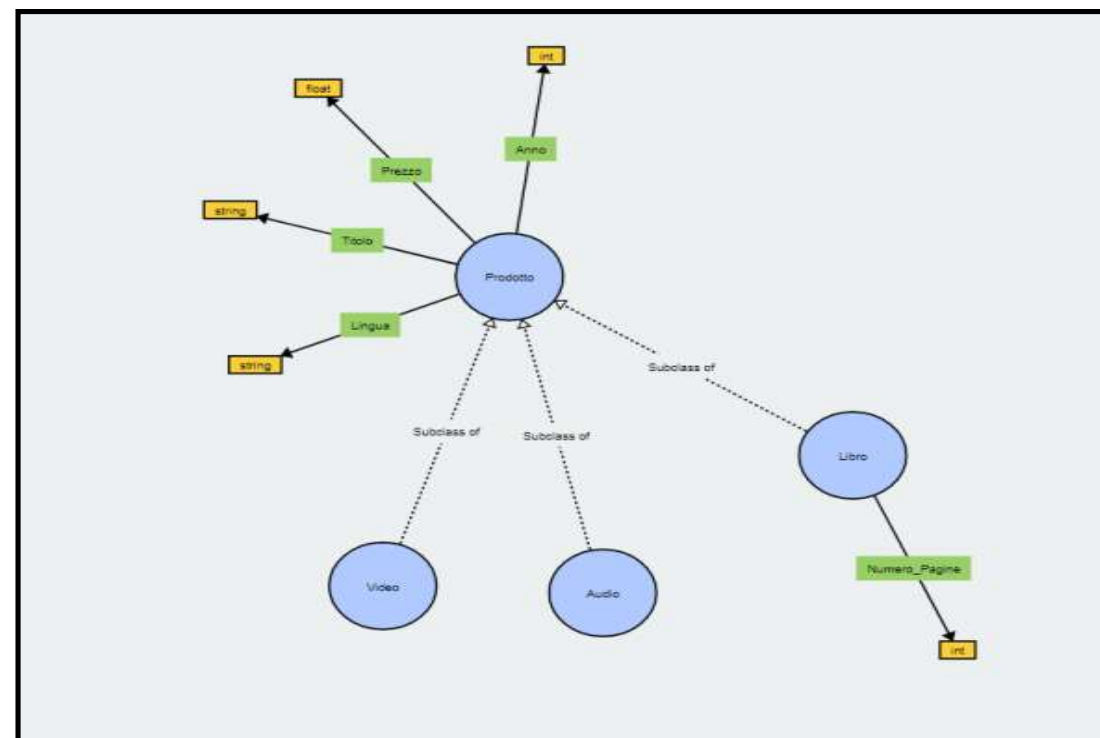 int
float
Anno
Prezzo
string
Titolo
Prodotto
Lingua
string
Subclass of
Subclass of
Subclass of
Libro
Numero_Pagine
Video
Audio
int